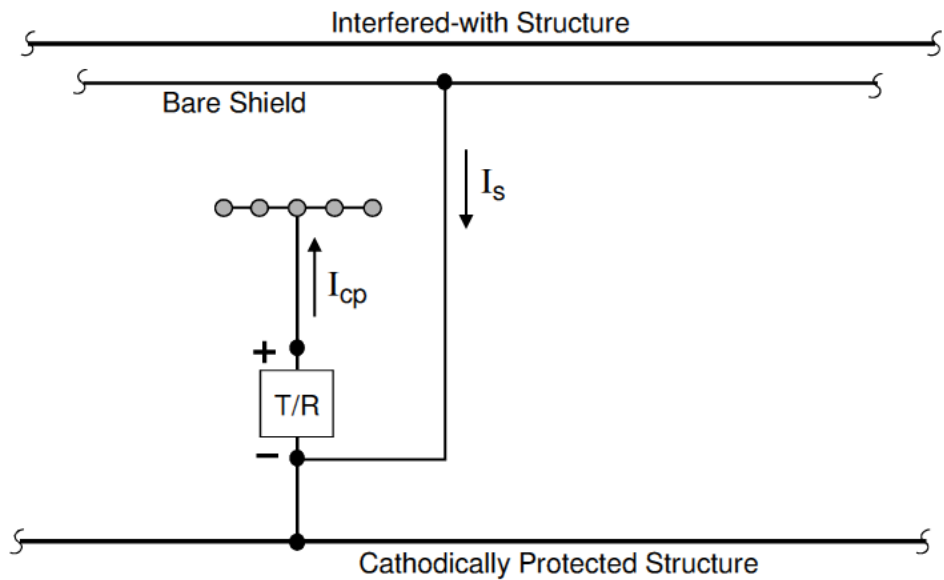 Interfered-with Structure
Bare Shield
Is
Icp
+
T/R
−
Cathodically Protected Structure